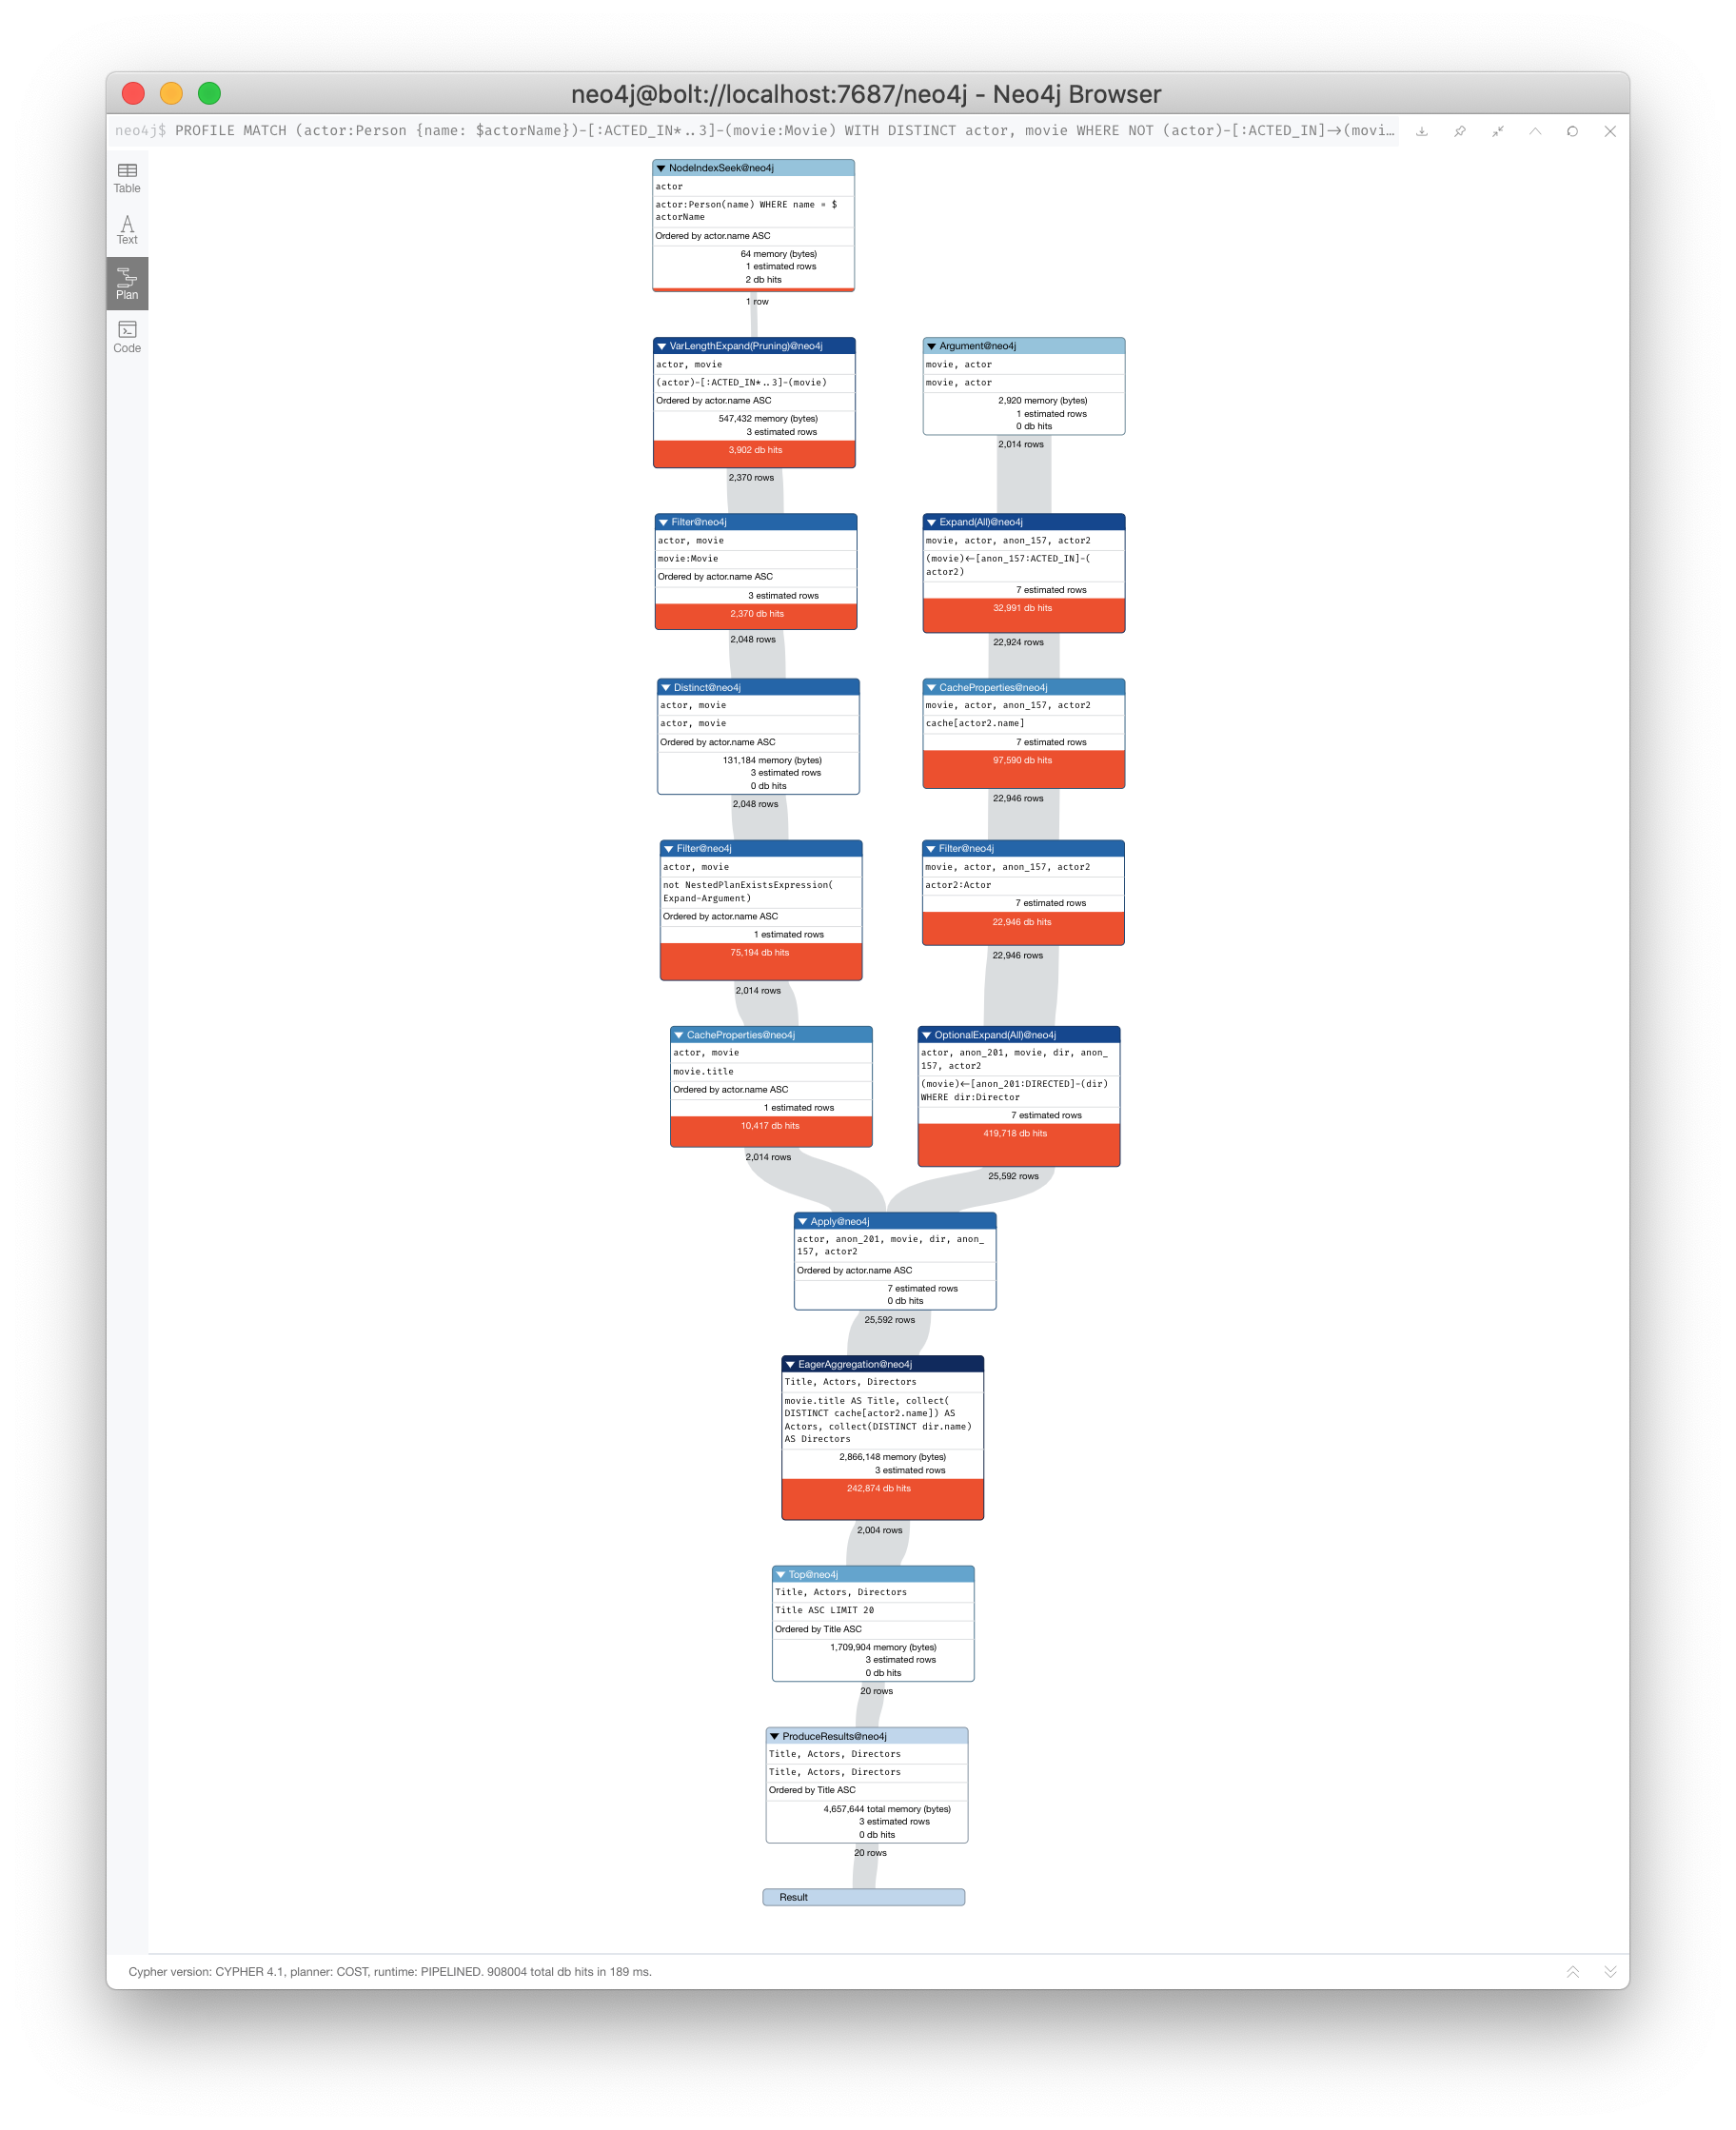 neo4j@bolt://localhost:7687/neo4j - Neo4j Browser
neo4j$ PROFILE MATCH (actor:Person {name: $actorName})-[:ACTED_IN*..3]-(movie:Movie) WITH DISTINCT actor, movie WHERE NOT (actor)-[:ACTED_IN]→(movi…
Table
Text
Plan
Code
NodeIndexSeek@neo4j
actor
actor:Person(name) WHERE name = $
actorName
Ordered by actor.name ASC
64 memory (bytes)
1 estimated rows
2 db hits
1 row
VarLengthExpand(Pruning)@neo4j
actor, movie
(actor)-[:ACTED_IN*..3]-(movie)
Ordered by actor.name ASC
547,432 memory (bytes)
3 estimated rows
3,902 db hits
2,370 rows
Filter@neo4j
actor, movie
movie:Movie
Ordered by actor.name ASC
3 estimated rows
2,370 db hits
2,048 rows
Distinct@neo4j
actor, movie
actor, movie
Ordered by actor.name ASC
131,184 memory (bytes)
3 estimated rows
0 db hits
2,048 rows
Filter@neo4j
actor, movie
not NestedPlanExistsExpression(
Expand-Argument)
Ordered by actor.name ASC
1 estimated rows
75,194 db hits
2,014 rows
CacheProperties@neo4j
actor, movie
movie.title
Ordered by actor.name ASC
1 estimated rows
10,417 db hits
2,014 rows
Argument@neo4j
movie, actor
movie, actor
2,920 memory (bytes)
1 estimated rows
0 db hits
2,014 rows
Expand(All)@neo4j
movie, actor, anon_157, actor2
(movie)←[anon_157:ACTED_IN]-(
actor2)
7 estimated rows
32,991 db hits
22,924 rows
CacheProperties@neo4j
movie, actor, anon_157, actor2
cache[actor2.name]
7 estimated rows
97,590 db hits
22,946 rows
Filter@neo4j
movie, actor, anon_157, actor2
actor2:Actor
7 estimated rows
22,946 db hits
22,946 rows
OptionalExpand(All)@neo4j
actor, anon_201, movie, dir, anon_
157, actor2
(movie)←[anon_201:DIRECTED]-(dir)
WHERE dir:Director
7 estimated rows
419,718 db hits
25,592 rows
Apply@neo4j
actor, anon_201, movie, dir, anon_
157, actor2
Ordered by actor.name ASC
7 estimated rows
0 db hits
25,592 rows
EagerAggregation@neo4j
Title, Actors, Directors
movie.title AS Title, collect(
DISTINCT cache[actor2.name]) AS
Actors, collect(DISTINCT dir.name)
AS Directors
2,866,148 memory (bytes)
3 estimated rows
242,874 db hits
2,004 rows
Top@neo4j
Title, Actors, Directors
Title ASC LIMIT 20
Ordered by Title ASC
1,709,904 memory (bytes)
3 estimated rows
0 db hits
20 rows
ProduceResults@neo4j
Title, Actors, Directors
Title, Actors, Directors
Ordered by Title ASC
4,657,644 total memory (bytes)
3 estimated rows
0 db hits
20 rows
Result
Cypher version: CYPHER 4.1, planner: COST, runtime: PIPELINED. 908004 total db hits in 189 ms.